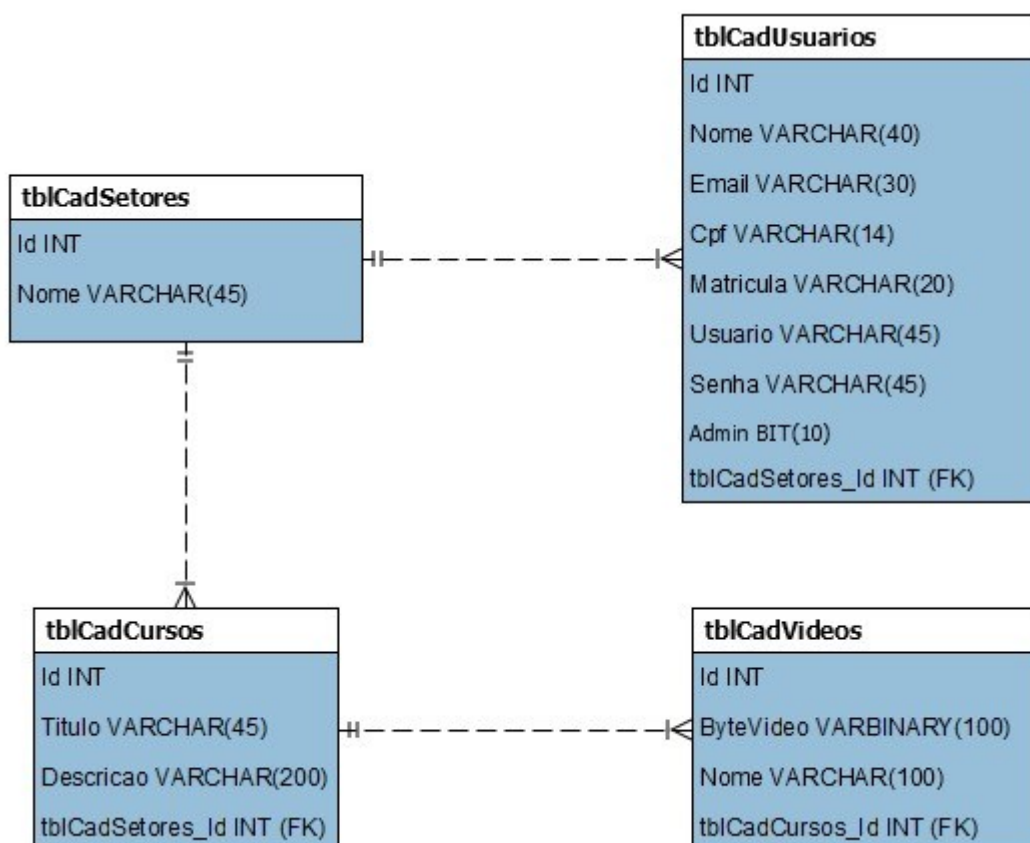 tblCadUsuarios
Id INT
Nome VARCHAR(40)
Email VARCHAR(30)
Cpf VARCHAR(14)
Matricula VARCHAR(20)
Usuario VARCHAR(45)
Senha VARCHAR(45)
Admin BIT(10)
tblCadSetores_Id INT (FK)
tblCadSetores
Id INT
Nome VARCHAR(45)
tblCadCursos
Id INT
Titulo VARCHAR(45)
Descricao VARCHAR(200)
tblCadSetores_Id INT (FK)
tblCadVideos
Id INT
ByteVideo VARBINARY(100)
Nome VARCHAR(100)
tblCadCursos_Id INT (FK)